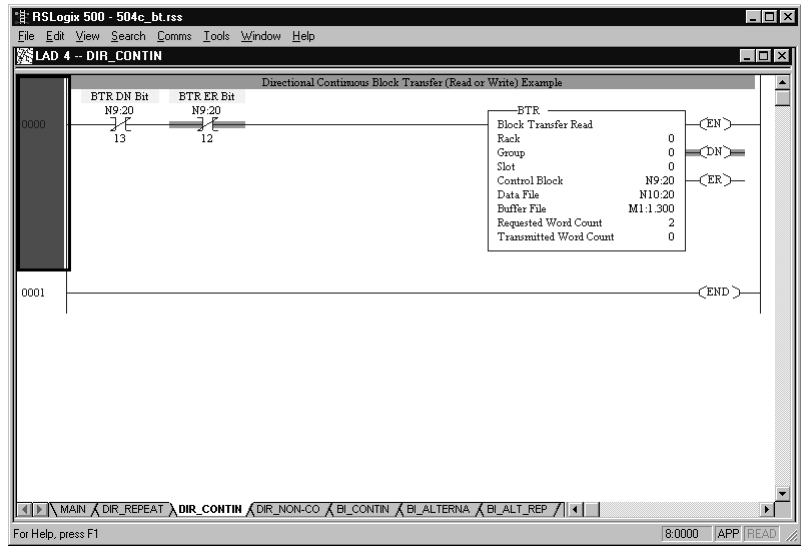 RSLogix 500 - 504c_bt.rss
File Edit View Search Comms Tools Window Help
LAD 4 -- DIR_CONTIN
Directional Continuous Block Transfer (Read or Write) Example
BTR DN Bit BTR ER Bit
N9:20 N9:20
0000
13 12
BTR
Block Transfer Read
Rack 0
Group 0
Slot 0
Control Block N9:20
Data File N10:20
Buffer File M1:1.300
Requested Word Count 2
Transmitted Word Count 0
EN
DN
ER
0001 END
MAIN DIR_REPEAT DIR_CONTIN DIR_NON-CO BI_CONTIN BI_ALTERNA BI_ALT_REP
For Help, press F1 8:0000 APP READ